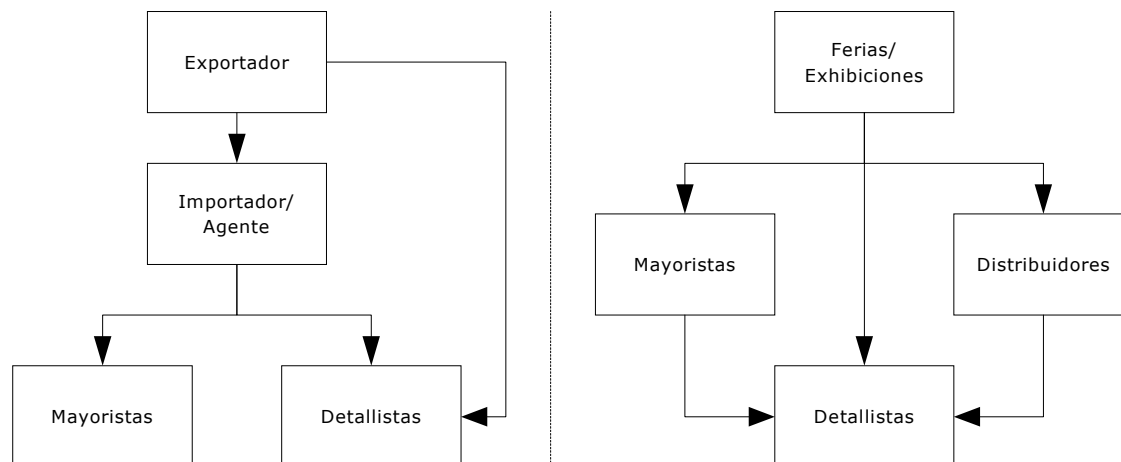 Exportador
Importador/
Agente
Mayoristas
Detallistas
Ferias/
Exhibiciones
Mayoristas
Distribuidores
Detallistas